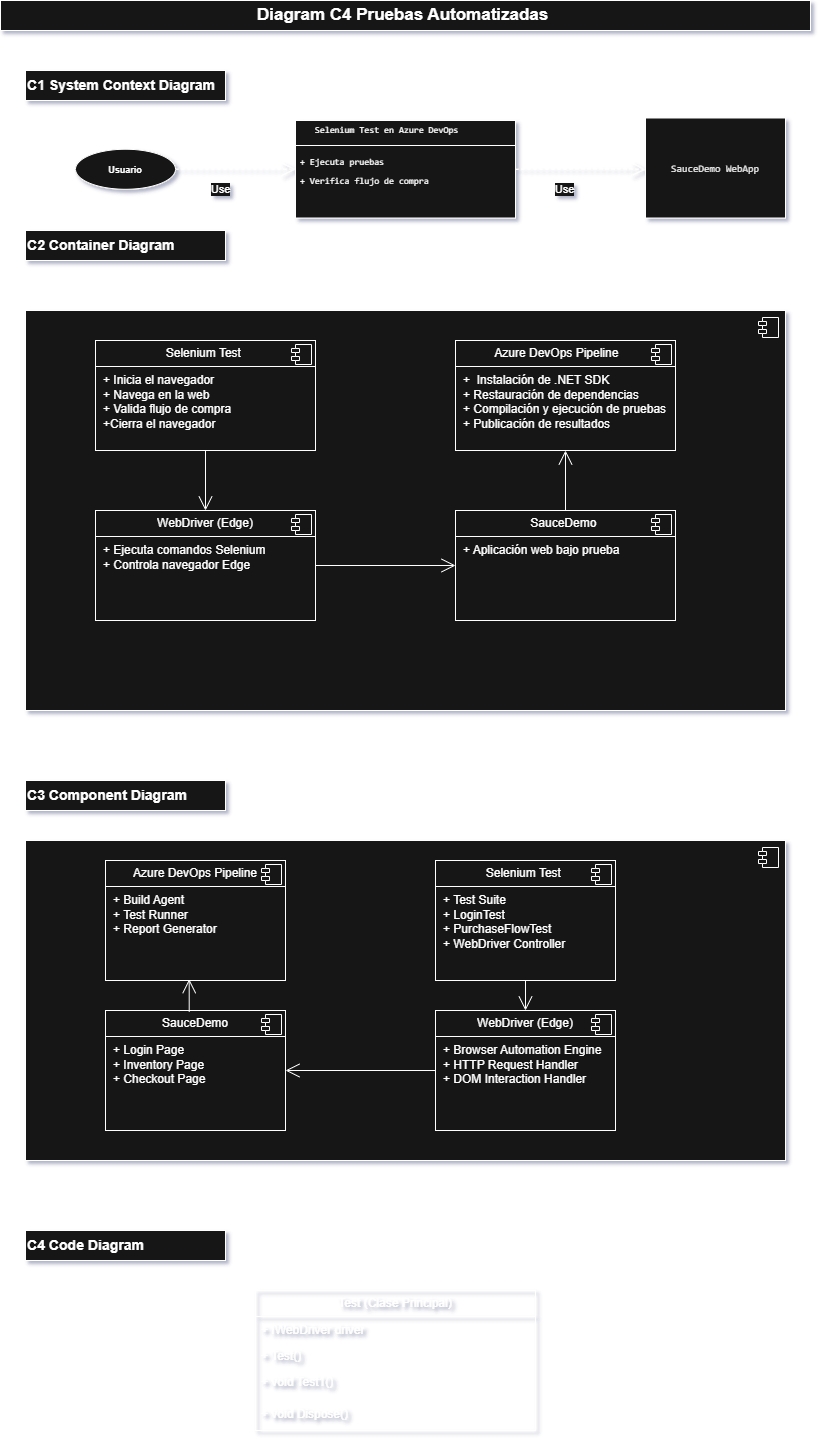 Diagram C4 Pruebas Automatizadas
C1 System Context Diagram
Selenium Test en Azure DevOps
Usuario
+ Ejecuta pruebas
+ Verifica flujo de compra
SauceDemo WebApp
Use
Use
C2 Container Diagram
Selenium Test
+ Inicia el navegador
+ Navega en la web
+ Valida flujo de compra
+Cierra el navegador
Azure DevOps Pipeline
+ Instalación de .NET SDK
+ Restauración de dependencias
+ Compilación y ejecución de pruebas
+ Publicación de resultados
WebDriver (Edge)
+ Ejecuta comandos Selenium
+ Controla navegador Edge
SauceDemo
+ Aplicación web bajo prueba
C3 Component Diagram
Azure DevOps Pipeline
+ Build Agent
+ Test Runner
+ Report Generator
Selenium Test
+ Test Suite
+ LoginTest
+ PurchaseFlowTest
+ WebDriver Controller
SauceDemo
+ Login Page
+ Inventory Page
+ Checkout Page
WebDriver (Edge)
+ Browser Automation Engine
+ HTTP Request Handler
+ DOM Interaction Handler
C4 Code Diagram
Test (Clase Principal)
+ IWebDriver driver
+ Test()
+ void Test1()
+ void Dispose()